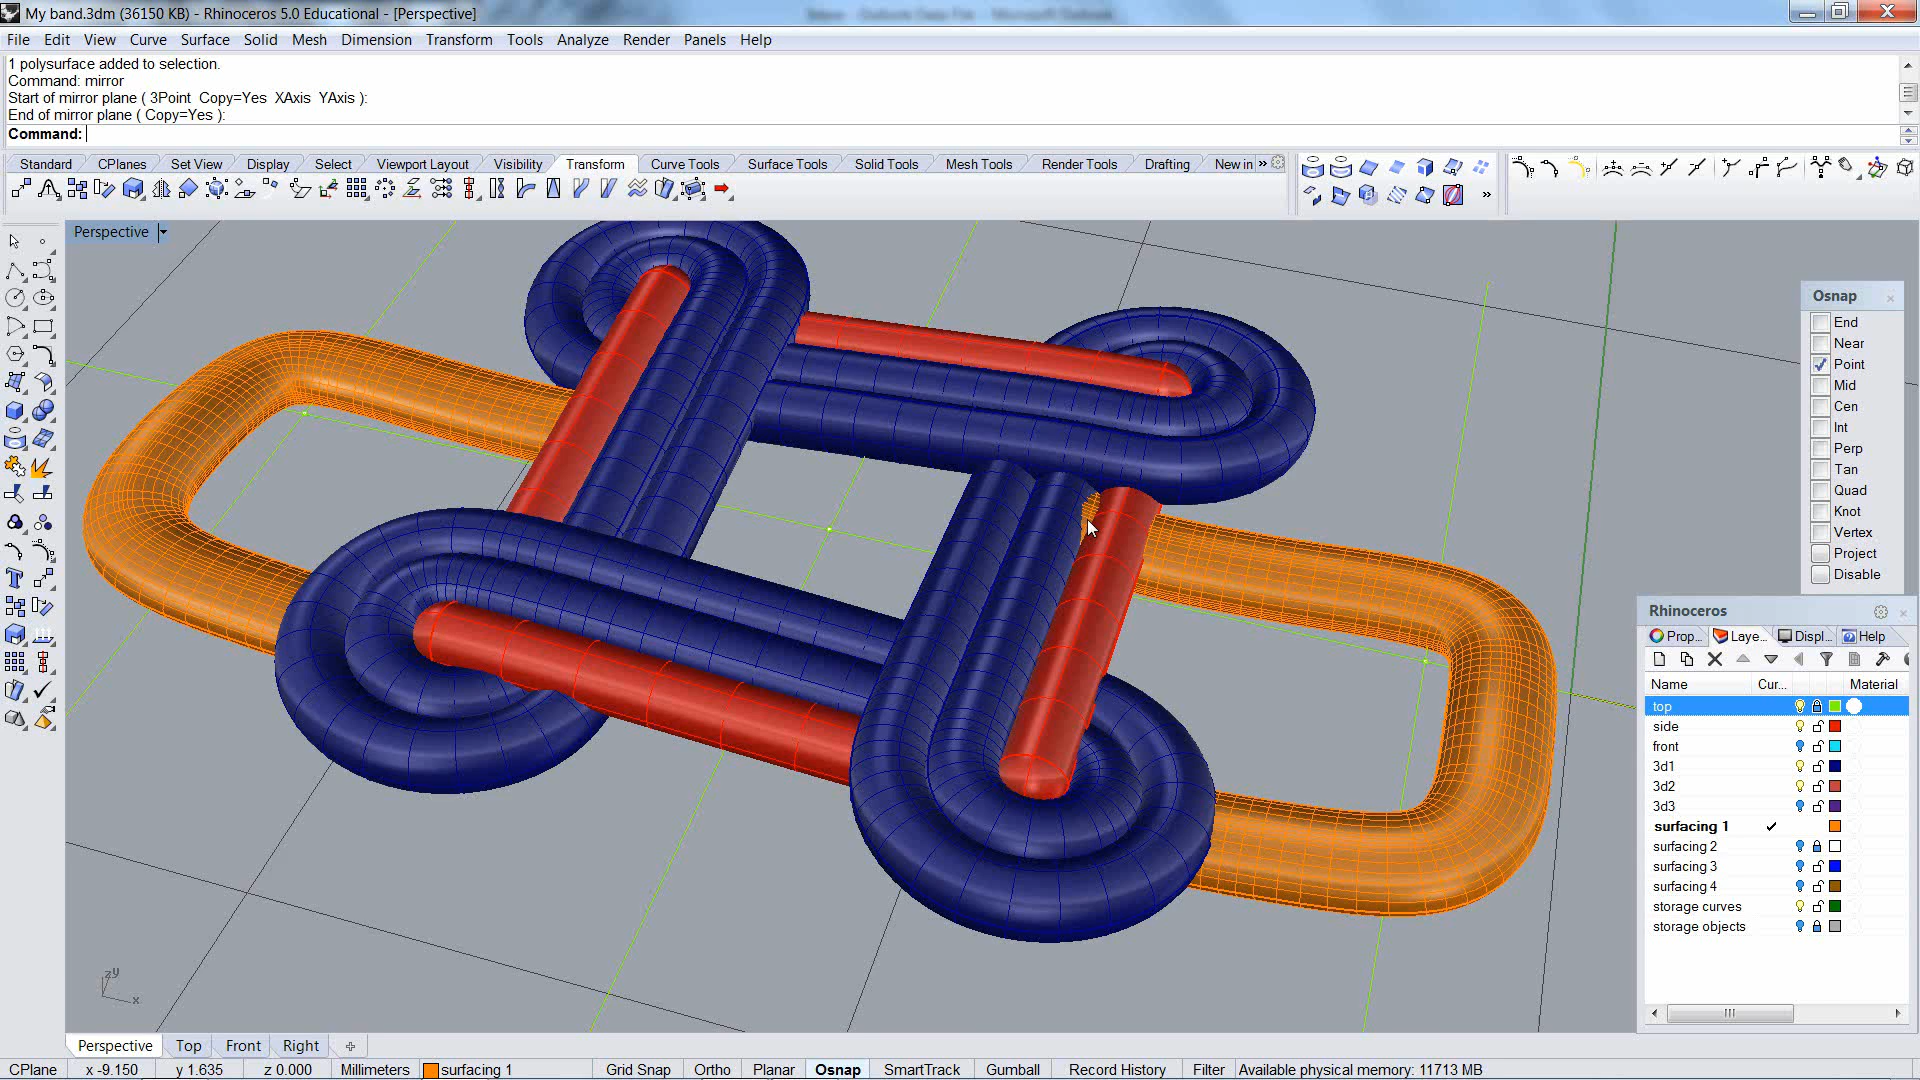 My band.3dm (36150 KB) - Rhinoceros 5.0 Educational - [Perspective]
File Edit View Curve Surface Solid Mesh Dimension Transform Tools Analyze Render Panels Help
1 polysurface added to selection.
Command: mirror
Start of mirror plane ( 3Point Copy=Yes XAxis YAxis ):
End of mirror plane ( Copy=Yes ):
Command:
Standard CPlanes Set View Display Select Viewport Layout Visibility Transform Curve Tools Surface Tools Solid Tools Mesh Tools Render Tools Drafting New in »
Perspective
Osnap
End
Near
Point
Mid
Cen
Int
Perp
Tan
Quad
Knot
Vertex
Project
Disable
Rhinoceros
Prop... Laye... Displ... Help
Name Cur... Material
top
side
front
3d1
3d2
3d3
surfacing 1
surfacing 2
surfacing 3
surfacing 4
storage curves
storage objects
z y
x
Perspective Top Front Right
CPlane x -9.150 y 1.635 z 0.000 Millimeters surfacing 1 Grid Snap Ortho Planar Osnap SmartTrack Gumball Record History Filter Available physical memory: 11713 MB